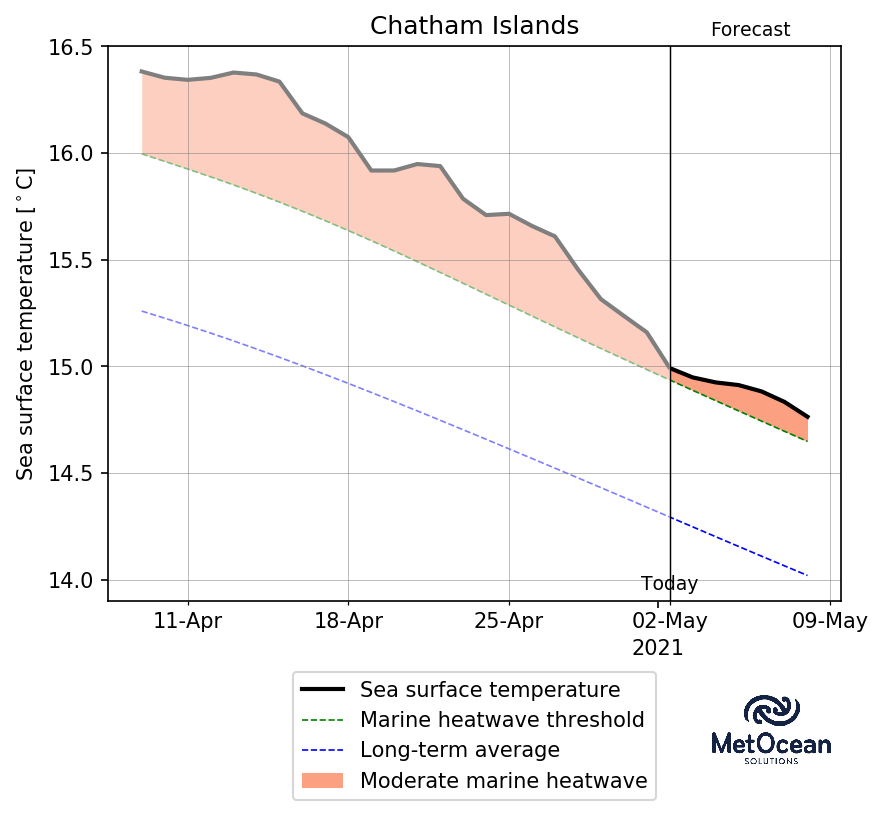 Chatham Islands
Forecast
Sea surface temperature [°C]
16.5
16.0
15.5
15.0
14.5
14.0
Today
11-Apr 18-Apr 25-Apr 02-May 09-May
2021
Sea surface temperature
Marine heatwave threshold
Long-term average
Moderate marine heatwave
MetOcean
SOLUTIONS